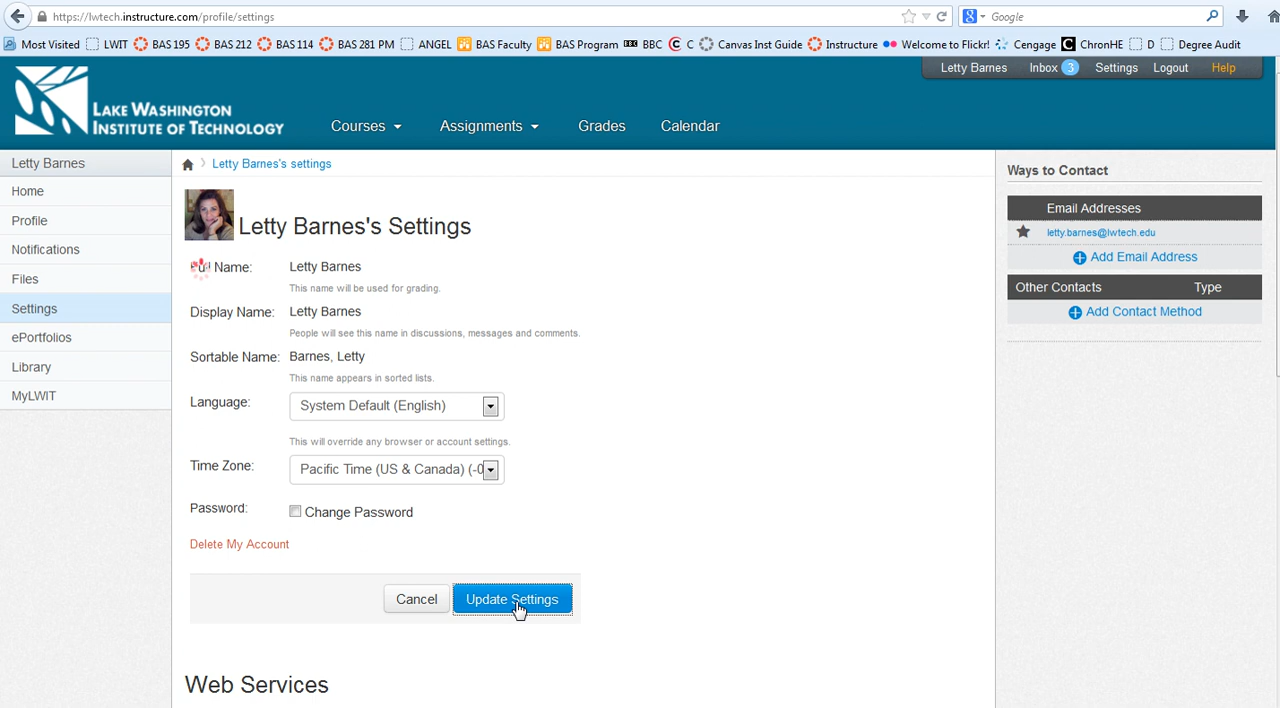 https://lwtech.instructure.com/profile/settings
Google
Most Visited LWIT BAS 195 BAS 212 BAS 114 BAS 281 PM ANGEL BAS Faculty BAS Program BBC BBC C C Canvas Inst Guide Instructure Welcome to Flickr! Cengage C ChronHE D Degree Audit
Letty Barnes Inbox 3 Settings Logout Help
LAKE WASHINGTON
INSTITUTE OF TECHNOLOGY
Courses Assignments Grades Calendar
Letty Barnes
Home
Profile
Notifications
Files
Settings
ePortfolios
Library
MyLWIT
Letty Barnes's settings
Letty Barnes's Settings
Name: Letty Barnes
This name will be used for grading.
Display Name: Letty Barnes
People will see this name in discussions, messages and comments.
Sortable Name: Barnes, Letty
This name appears in sorted lists.
Language: System Default (English)
This will override any browser or account settings.
Time Zone: Pacific Time (US & Canada) (-0
Password: Change Password
Delete My Account
Cancel Update Settings
Web Services
Ways to Contact
Email Addresses
letty.barnes@lwtech.edu
Add Email Address
Other Contacts Type
Add Contact Method